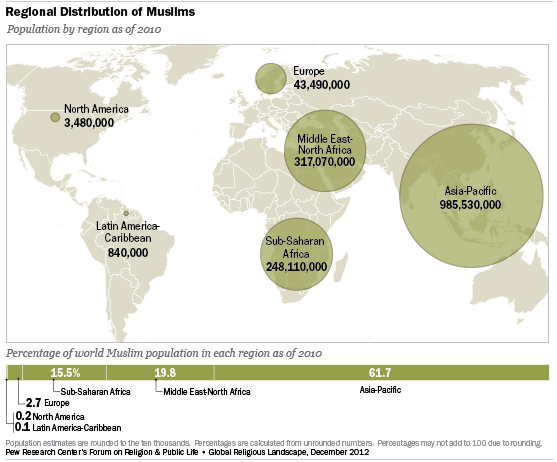 Regional Distribution of Muslims
Population by region as of 2010
Europe
43,490,000
North America
3,480,000
Middle East-
North Africa
317,070,000
Asia-Pacific
985,530,000
Latin America-
Caribbean
840,000
Sub-Saharan
Africa
248,110,000
Percentage of world Muslim population in each region as of 2010
15.5% 19.8 61.7
Sub-Saharan Africa Middle East-North Africa Asia-Pacific
2.7 Europe
0.2 North America
0.1 Latin America-Caribbean
Population estimates are rounded to the ten thousands. Percentages are calculated from unrounded numbers. Percentages may not add to 100 due to rounding.
Pew Research Center's Forum on Religion & Public Life • Global Religious Landscape, December 2012